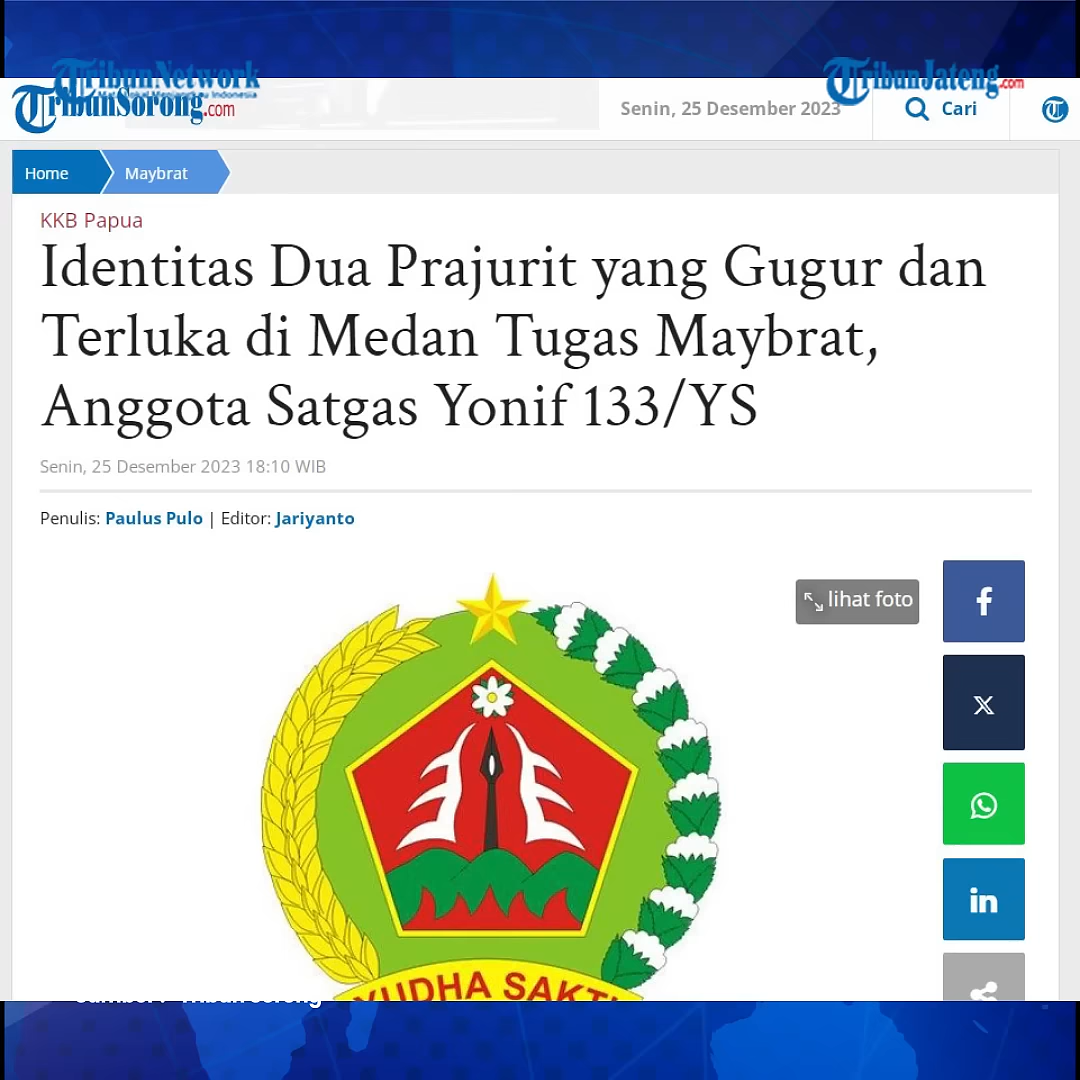 TribunNetwork
TribunJateng.com
TribunSorong.com
Senin, 25 Desember 2023
Cari
Home
Maybrat
KKB Papua
Identitas Dua Prajurit yang Gugur dan
Terluka di Medan Tugas Maybrat,
Anggota Satgas Yonif 133/YS
Senin, 25 Desember 2023 18:10 WIB
Penulis: Paulus Pulo | Editor: Jariyanto
lihat foto
f
X
in
YUDHA SAKTI